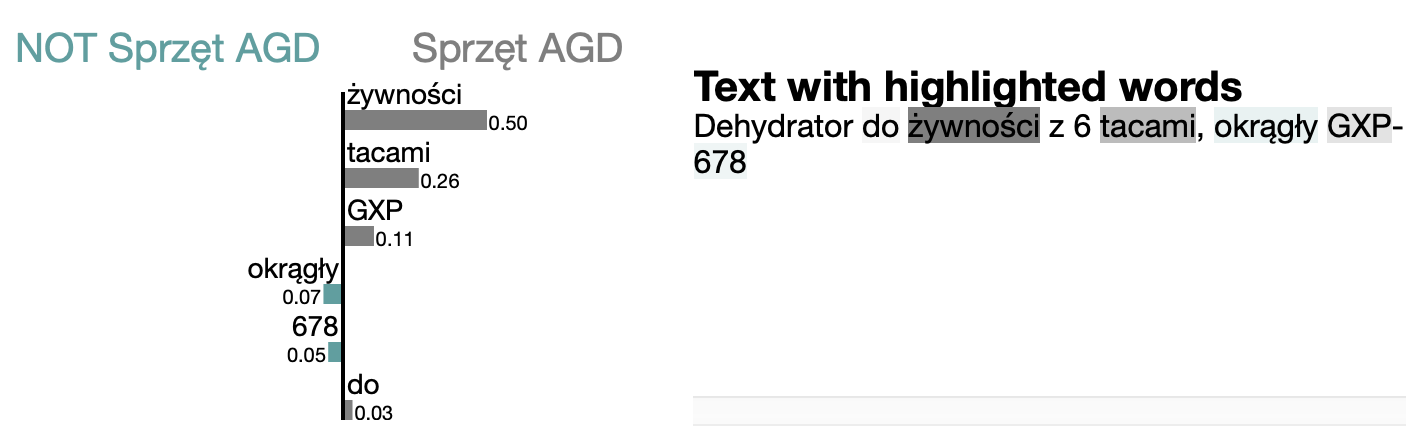 NOT Sprzęt AGD
Sprzęt AGD
żywności
0.50
tacami
0.26
GXP
0.11
okrągły
0.07
678
0.05
do
0.03
Text with highlighted words
Dehydrator do żywności z 6 tacami, okrągły GXP-
678